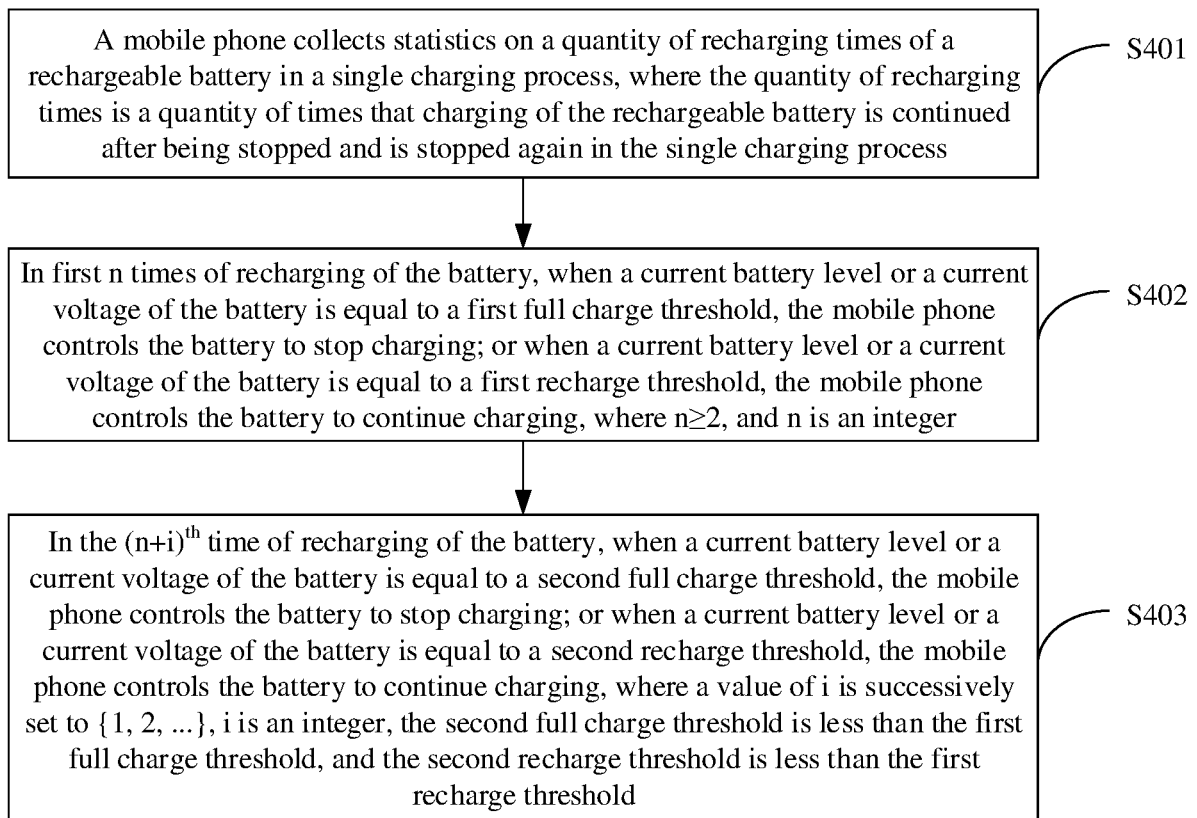 A mobile phone collects statistics on a quantity of recharging times of a
rechargeable battery in a single charging process, where the quantity of recharging
times is a quantity of times that charging of the rechargeable battery is continued
after being stopped and is stopped again in the single charging process
S401
In first n times of recharging of the battery, when a current battery level or a current
voltage of the battery is equal to a first full charge threshold, the mobile phone
controls the battery to stop charging; or when a current battery level or a current
voltage of the battery is equal to a first recharge threshold, the mobile phone
controls the battery to continue charging, where n≥2, and n is an integer
S402
In the (n+i)th time of recharging of the battery, when a current battery level or a
current voltage of the battery is equal to a second full charge threshold, the mobile
phone controls the battery to stop charging; or when a current battery level or a
current voltage of the battery is equal to a second recharge threshold, the mobile
phone controls the battery to continue charging, where a value of i is successively
set to {1, 2, ...}, i is an integer, the second full charge threshold is less than the first
full charge threshold, and the second recharge threshold is less than the first
recharge threshold
S403